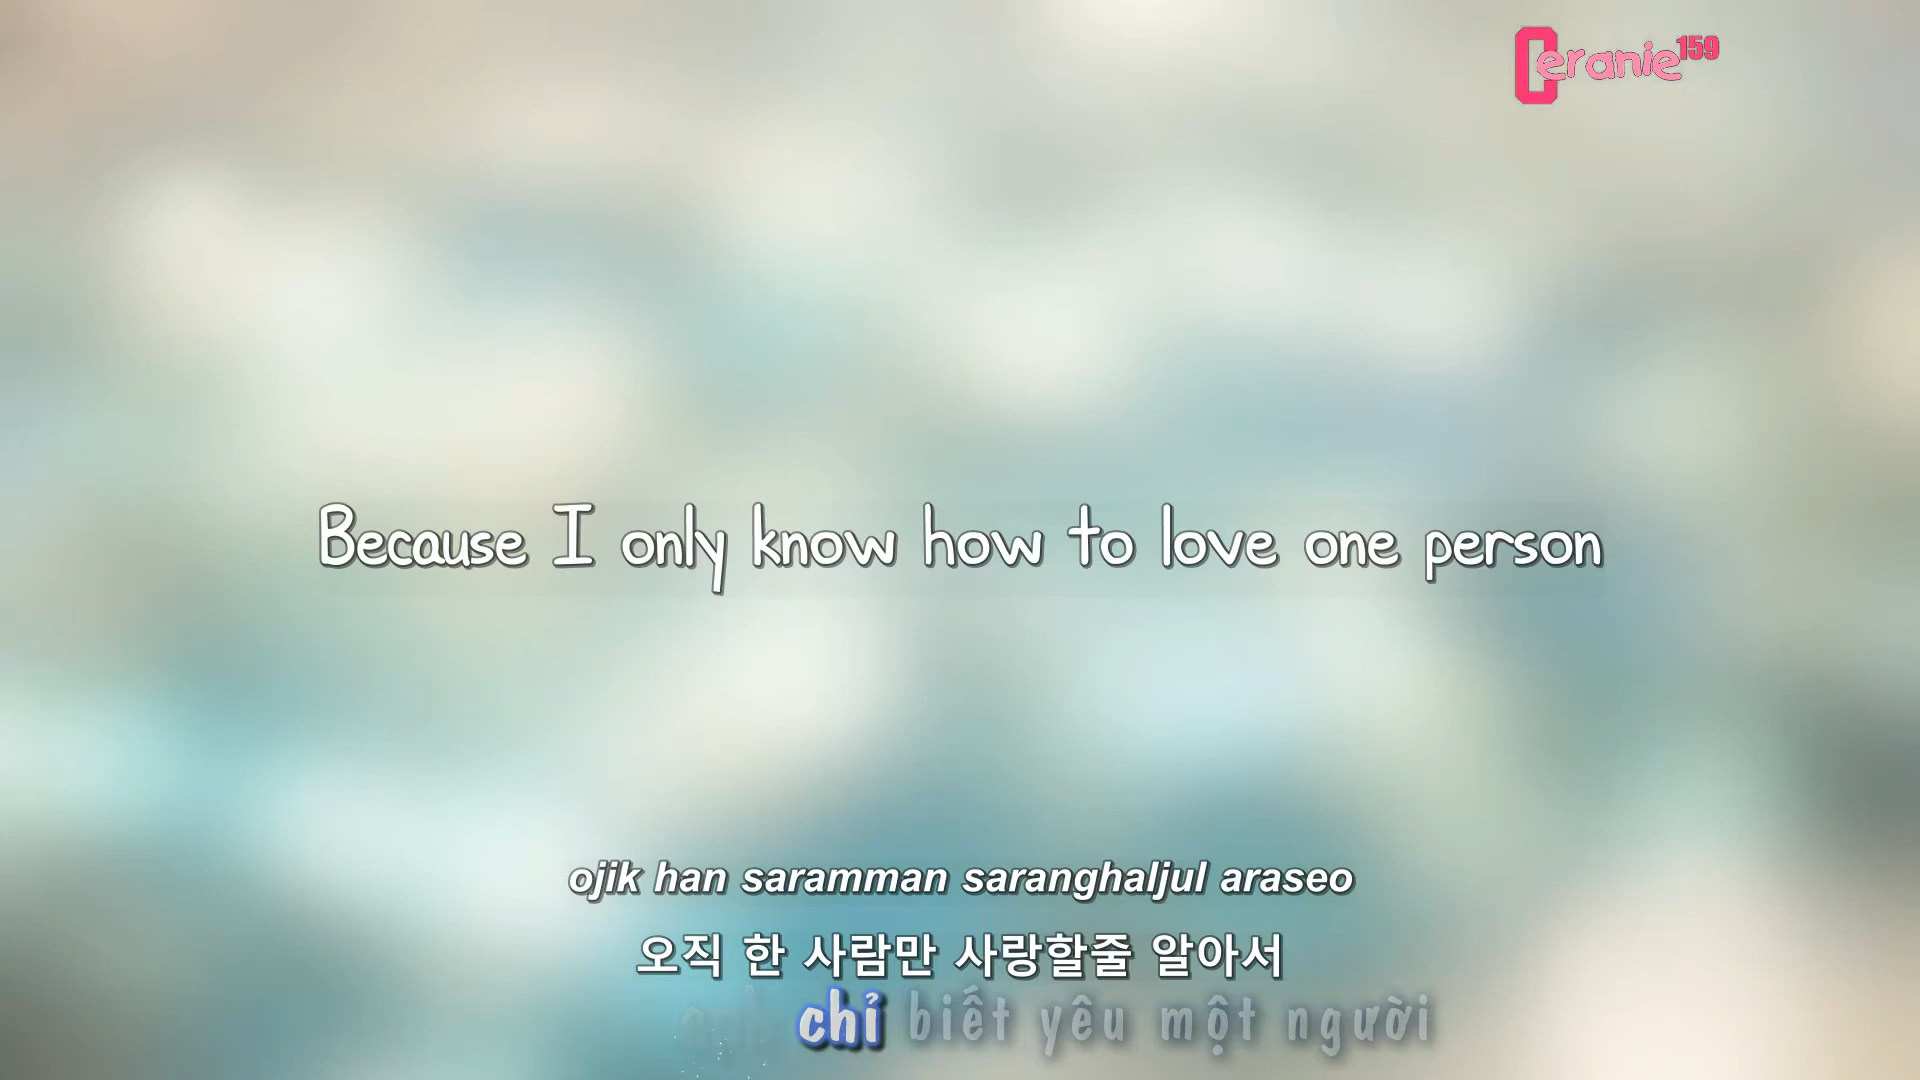 Ceranie159
Because I only know how to love one person
ojik han saramman saranghaljul araseo
오직 한 사람만 사랑할줄 알아서
chỉ biết yêu một người